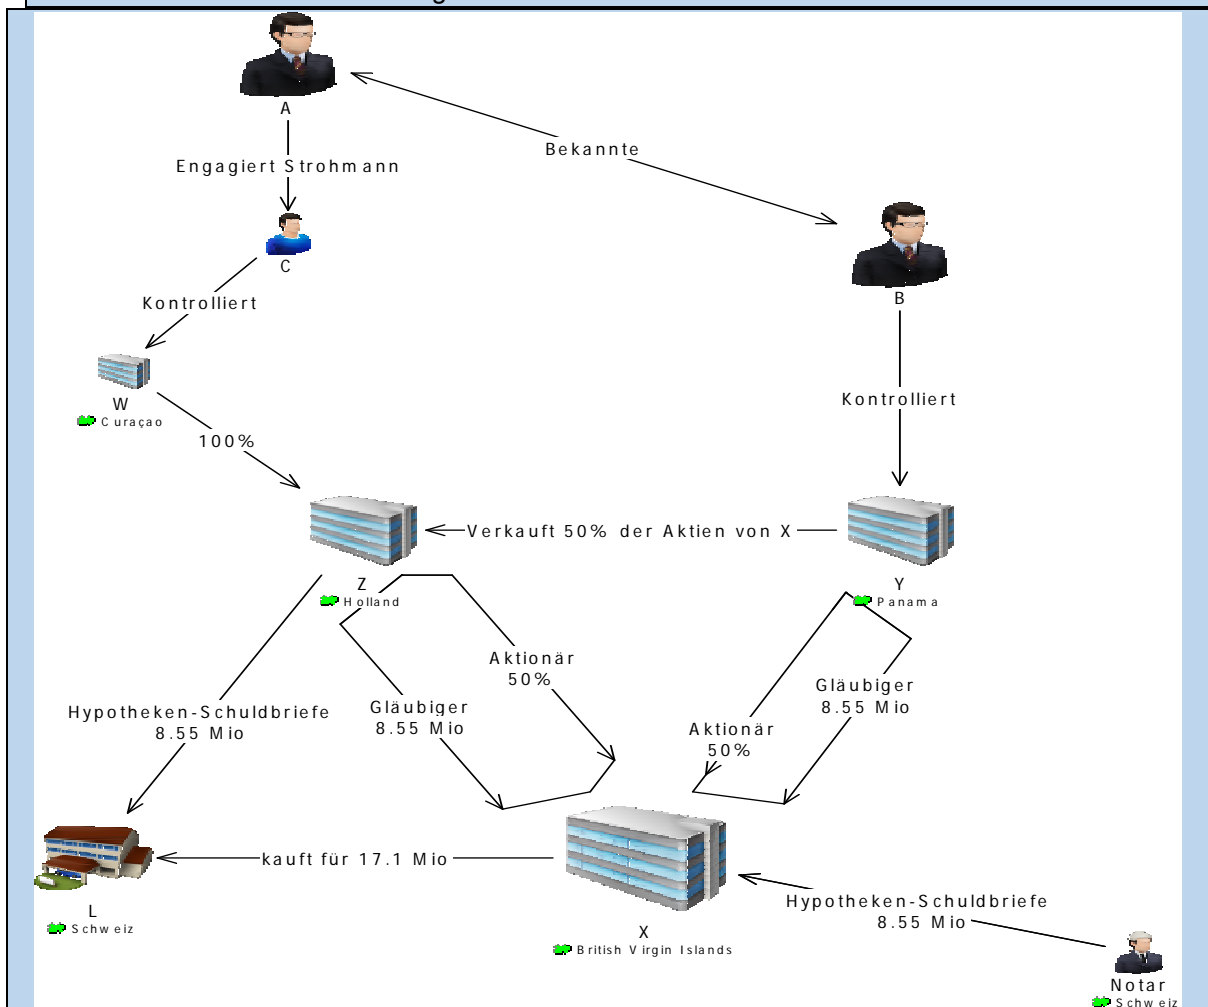 A
Bekannte
Engagiert Strohmann
C
B
Kontrolliert
W
Curaçao
Kontrolliert
100%
Verkauft 50% der Aktien von X
Z
Holland
Y
Panama
Aktionär
50%
Gläubiger
8.55 Mio
Hypotheken-Schuldbriefe
8.55 Mio
Gläubiger
8.55 Mio
Aktionär
50%
kauft für 17.1 Mio
L
Schweiz
X
British Virgin Islands
Hypotheken-Schuldbriefe
8.55 Mio
Notar
Schweiz